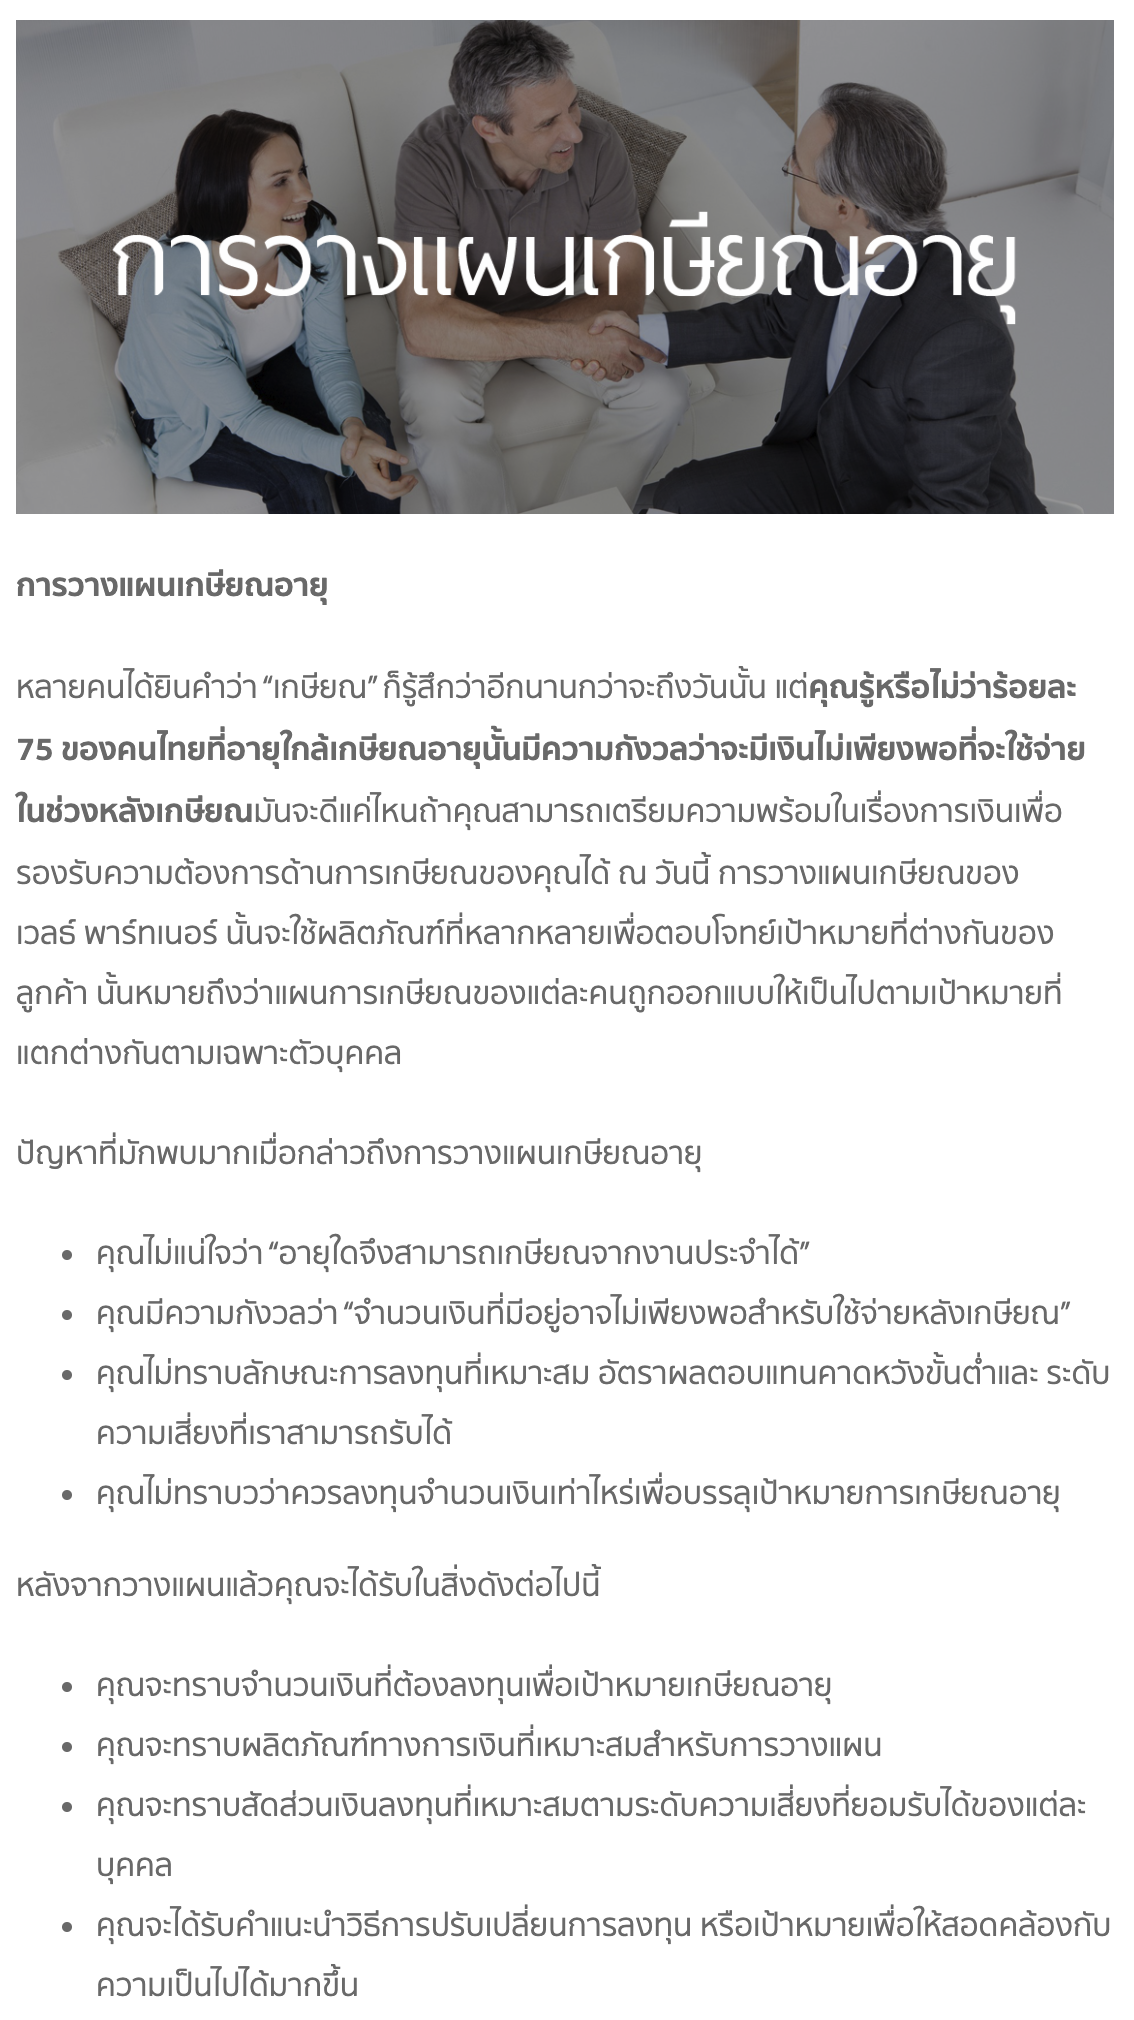 การวางแผนเกษียณอายุ
การวางแผนเกษียณอายุ
หลายคนได้ยินคำว่า “เกษียณ” ก็รู้สึกว่าอีกนานกว่าจะถึงวันนั้น แต่คุณรู้หรือไม่ว่าร้อยละ
75 ของคนไทยที่อายุใกล้เกษียณอายุนั้นมีความกังวลว่าจะมีเงินไม่เพียงพอที่จะใช้จ่าย
ในช่วงหลังเกษียณมันจะดีแค่ไหนถ้าคุณสามารถเตรียมความพร้อมในเรื่องการเงินเพื่อ
รองรับความต้องการด้านการเกษียณของคุณได้ ณ วันนี้ การวางแผนเกษียณของ
เวลธ์ พาร์ทเนอร์ นั้นจะใช้ผลิตภัณฑ์ที่หลากหลายเพื่อตอบโจทย์เป้าหมายที่ต่างกันของ
ลูกค้า นั้นหมายถึงว่าแผนการเกษียณของแต่ละคนถูกออกแบบให้เป็นไปตามเป้าหมายที่
แตกต่างกันตามเฉพาะตัวบุคคล
ปัญหาที่มักพบมากเมื่อกล่าวถึงการวางแผนเกษียณอายุ
• คุณไม่แน่ใจว่า “อายุใดจึงสามารถเกษียณจากงานประจำได้”
• คุณมีความกังวลว่า “จำนวนเงินที่มีอยู่อาจไม่เพียงพอสำหรับใช้จ่ายหลังเกษียณ”
• คุณไม่ทราบลักษณะการลงทุนที่เหมาะสม อัตราผลตอบแทนคาดหวังขั้นต่ำและ ระดับ
ความเสี่ยงที่เราสามารถรับได้
• คุณไม่ทราบวว่าควรลงทุนจำนวนเงินเท่าไหร่เพื่อบรรลุเป้าหมายการเกษียณอายุ
หลังจากวางแผนแล้วคุณจะได้รับในสิ่งดังต่อไปนี้
• คุณจะทราบจำนวนเงินที่ต้องลงทุนเพื่อเป้าหมายเกษียณอายุ
• คุณจะทราบผลิตภัณฑ์ทางการเงินที่เหมาะสมสำหรับการวางแผน
• คุณจะทราบสัดส่วนเงินลงทุนที่เหมาะสมตามระดับความเสี่ยงที่ยอมรับได้ของแต่ละ
บุคคล
• คุณจะได้รับคำแนะนำวิธีการปรับเปลี่ยนการลงทุน หรือเป้าหมายเพื่อให้สอดคล้องกับ
ความเป็นไปได้มากขึ้น